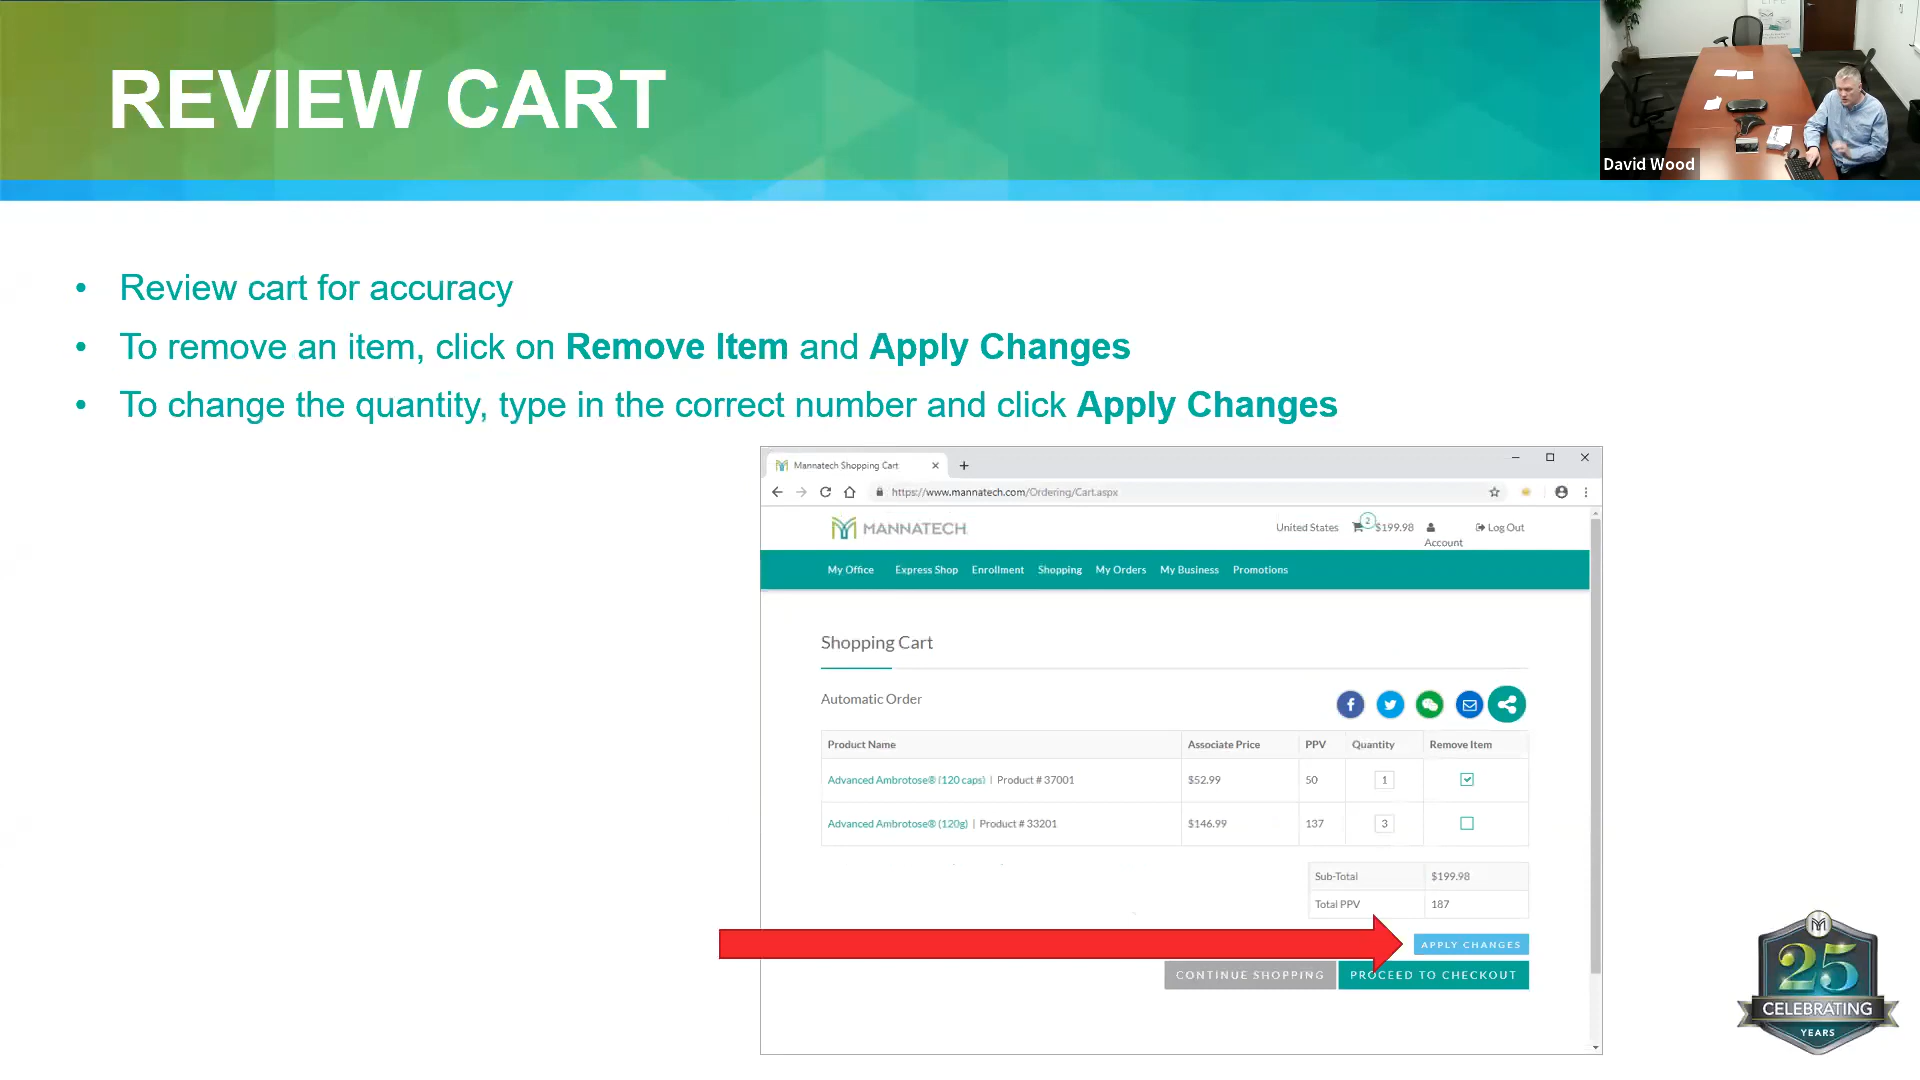 REVIEW CART
David Wood
• Review cart for accuracy
• To remove an item, click on Remove Item and Apply Changes
• To change the quantity, type in the correct number and click Apply Changes
Mannatech Shopping Cart
https://www.mannatech.com/Ordering/Cart.aspx
MANNATECH
United States 2 $199.98 Account Log Out
My Office Express Shop Enrollment Shopping My Orders My Business Promotions
Shopping Cart
Automatic Order
Product Name Associate Price PPV Quantity Remove Item
Advanced Ambrotose® (120 caps) | Product # 37001 $52.99 50 1
Advanced Ambrotose® (120g) | Product # 33201 $146.99 137 3
Sub-Total $199.98
Total PPV 187
APPLY CHANGES
CONTINUE SHOPPING PROCEED TO CHECKOUT
25
CELEBRATING
YEARS